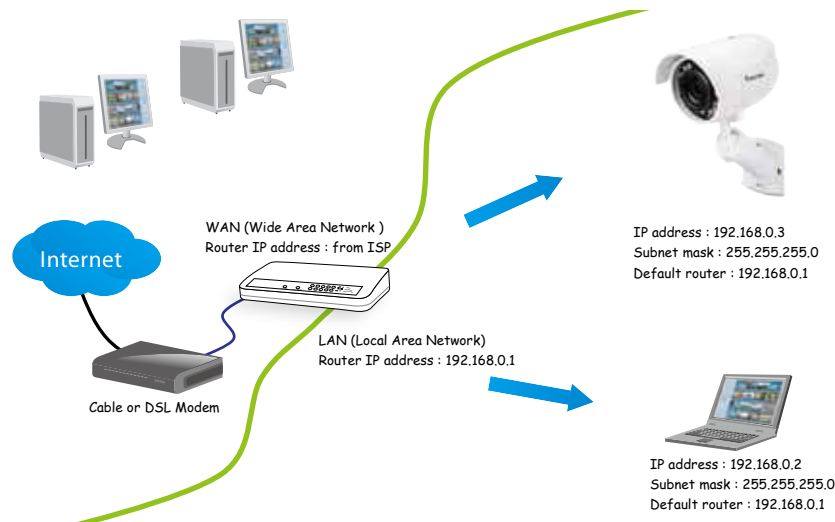 WAN (Wide Area Network )
Router IP address : from ISP
Internet
LAN (Local Area Network)
Router IP address : 192.168.0.1
Cable or DSL Modem
IP address : 192.168.0.3
Subnet mask : 255.255.255.0
Default router : 192.168.0.1
IP address : 192.168.0.2
Subnet mask : 255.255.255.0
Default router : 192.168.0.1